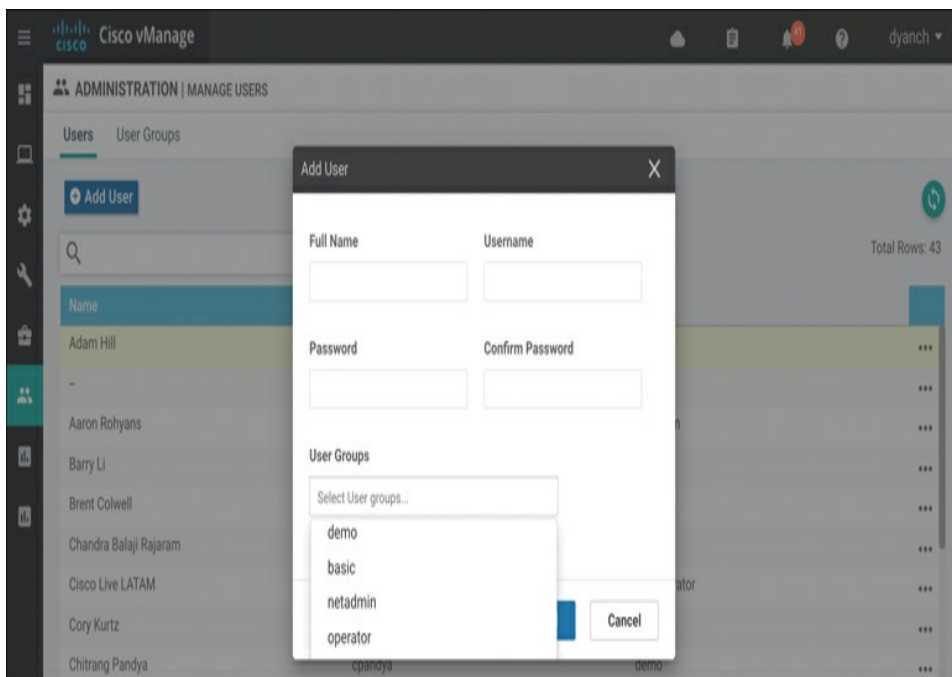 CISCO Cisco vManage
41
dyanch
ADMINISTRATION | MANAGE USERS
Users User Groups
Add User
Total Rows: 43
Name
Adam Hill
--
Aaron Rohyans
Barry Li
Brent Colwell
Chandra Balaji Rajaram
Cisco Live LATAM
Cory Kurtz
Chitrang Pandya cpandya demo
Add User X
Full Name Username
Password Confirm Password
User Groups
Select User groups...
demo
basic
netadmin
operator
Cancel